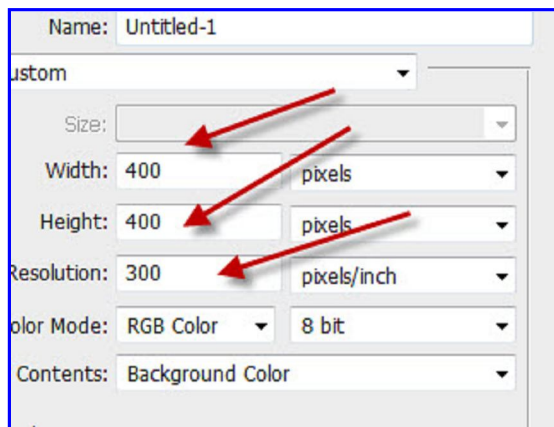 Name: Untitled-1
ustom
Size:
Width: 400 pixels
Height: 400 pixels
Resolution: 300 pixels/inch
olor Mode: RGB Color 8 bit
Contents: Background Color